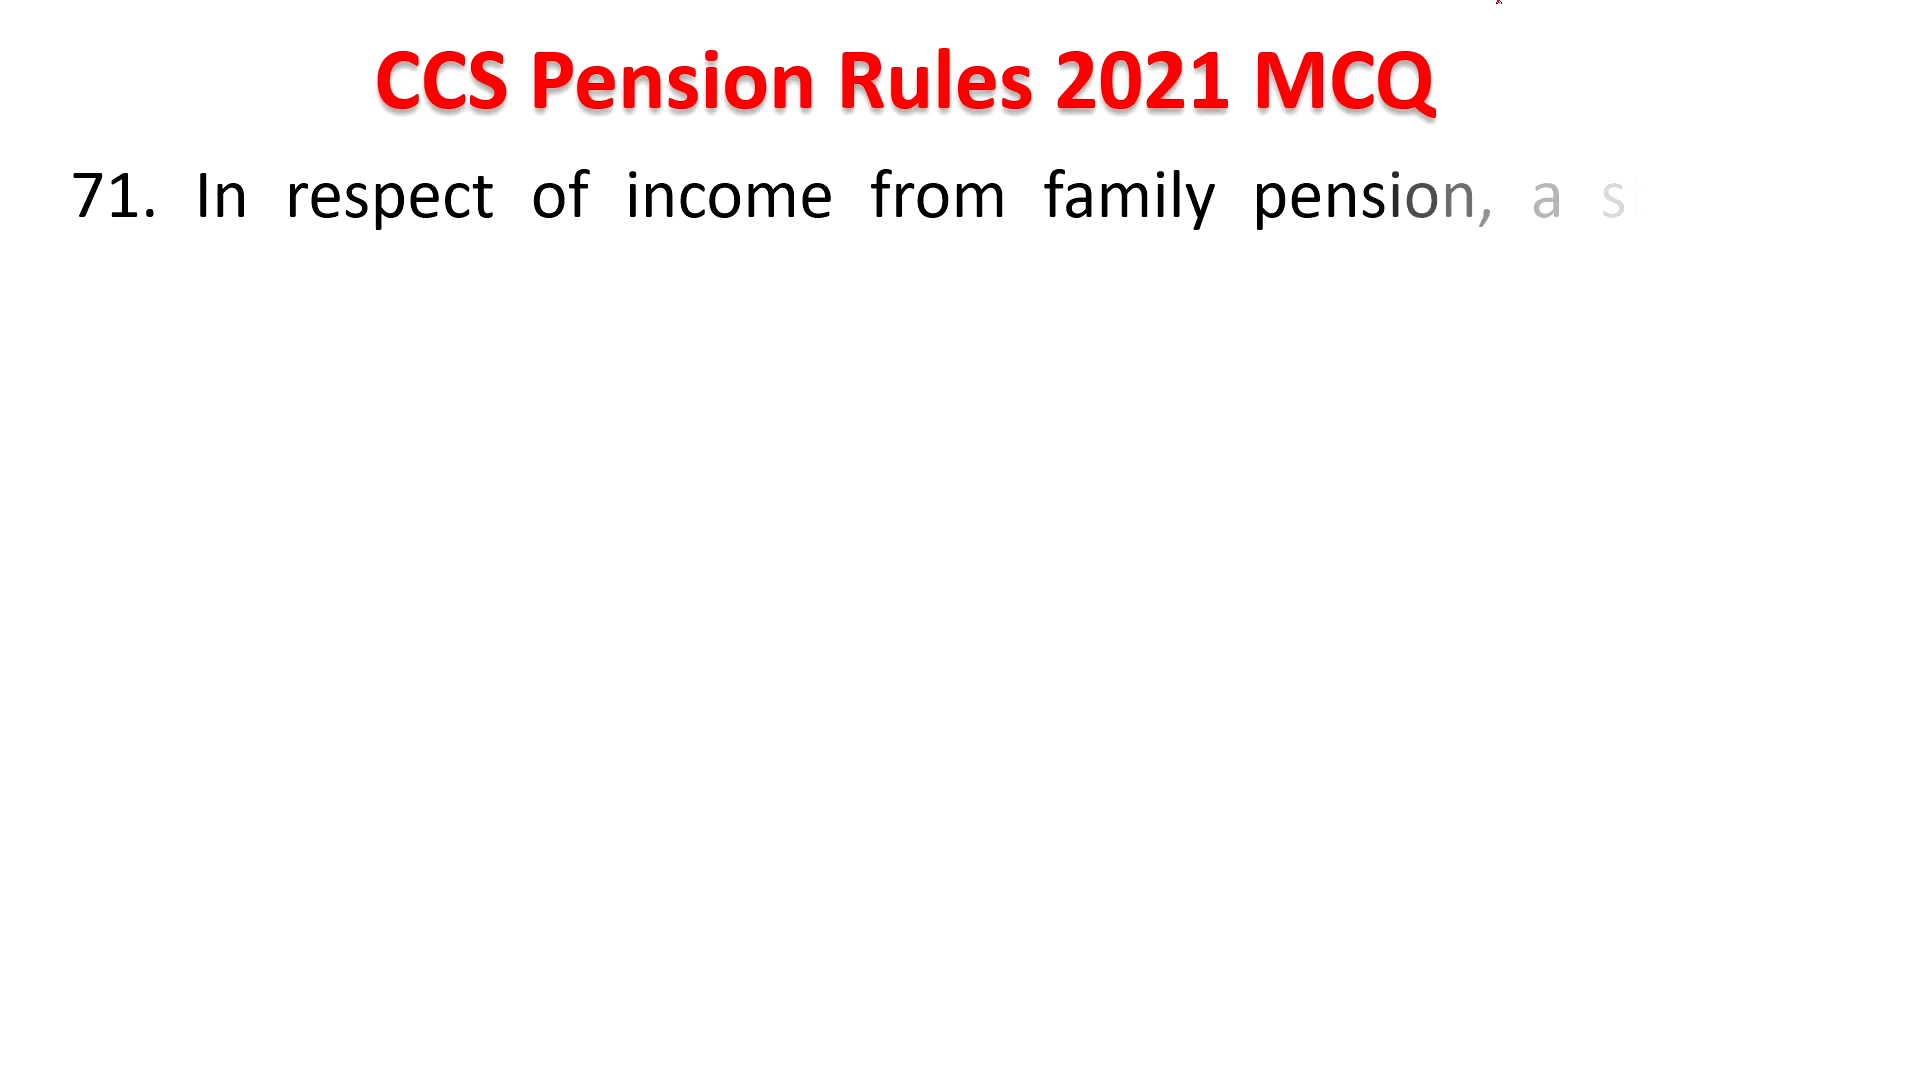 CCS Pension Rules 2021 MCQ
71. In respect of income from family pension, a